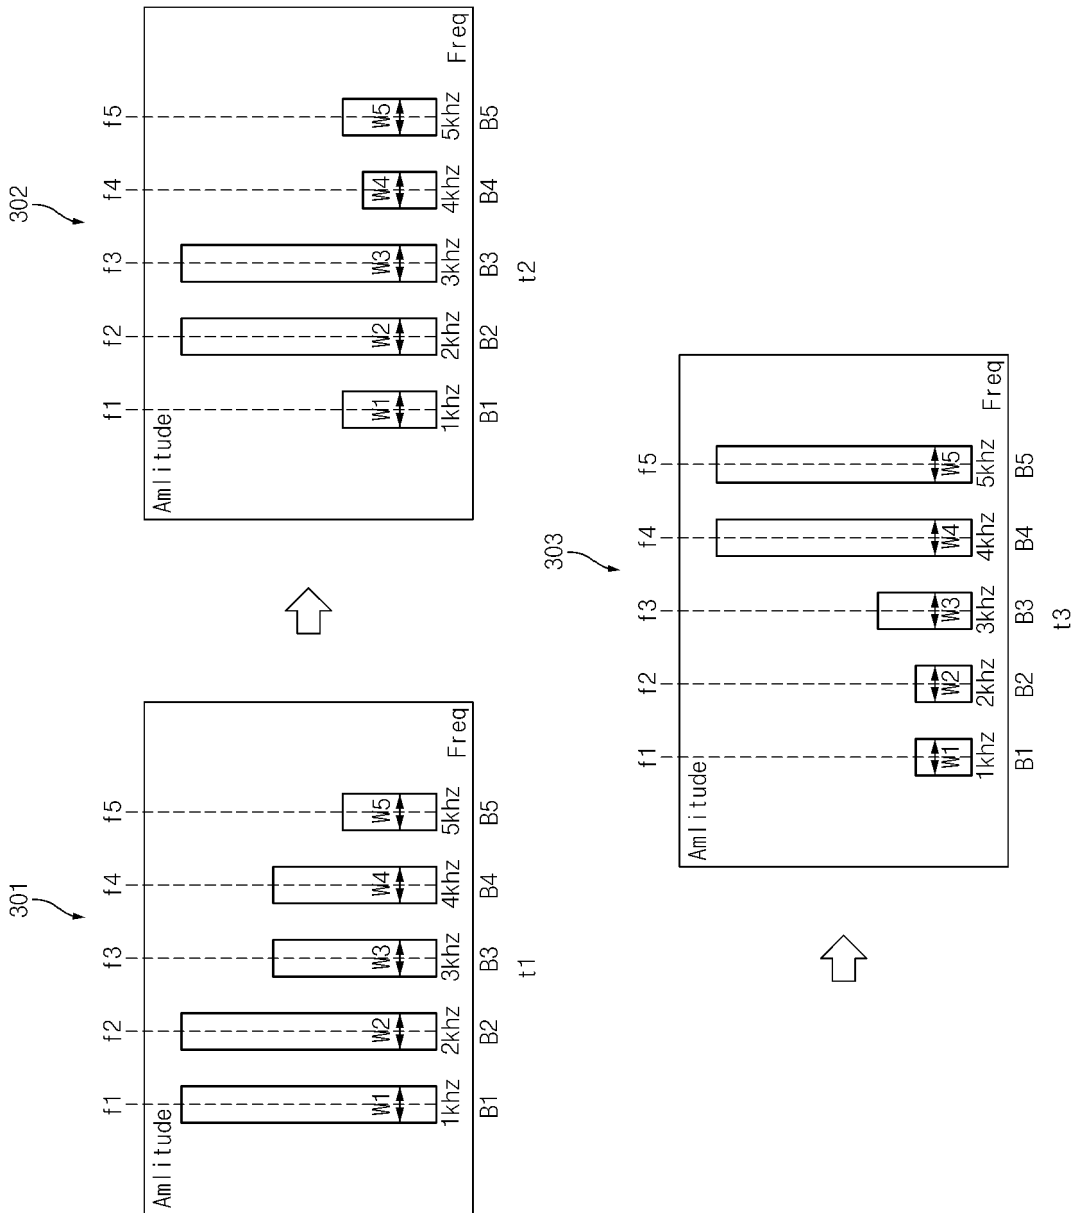 301
f1 f2 f3 f4 f5
Amlitude
W1 W2 W3 W4 W5
1khz 2khz 3khz 4khz 5khz Freq
B1 B2 B3 B4 B5
t1
302
f1 f2 f3 f4 f5
Amlitude
W1 W2 W3 W4 W5
1khz 2khz 3khz 4khz 5khz Freq
B1 B2 B3 B4 B5
t2
303
f1 f2 f3 f4 f5
Amlitude
W1 W2 W3 W4 W5
1khz 2khz 3khz 4khz 5khz Freq
B1 B2 B3 B4 B5
t3